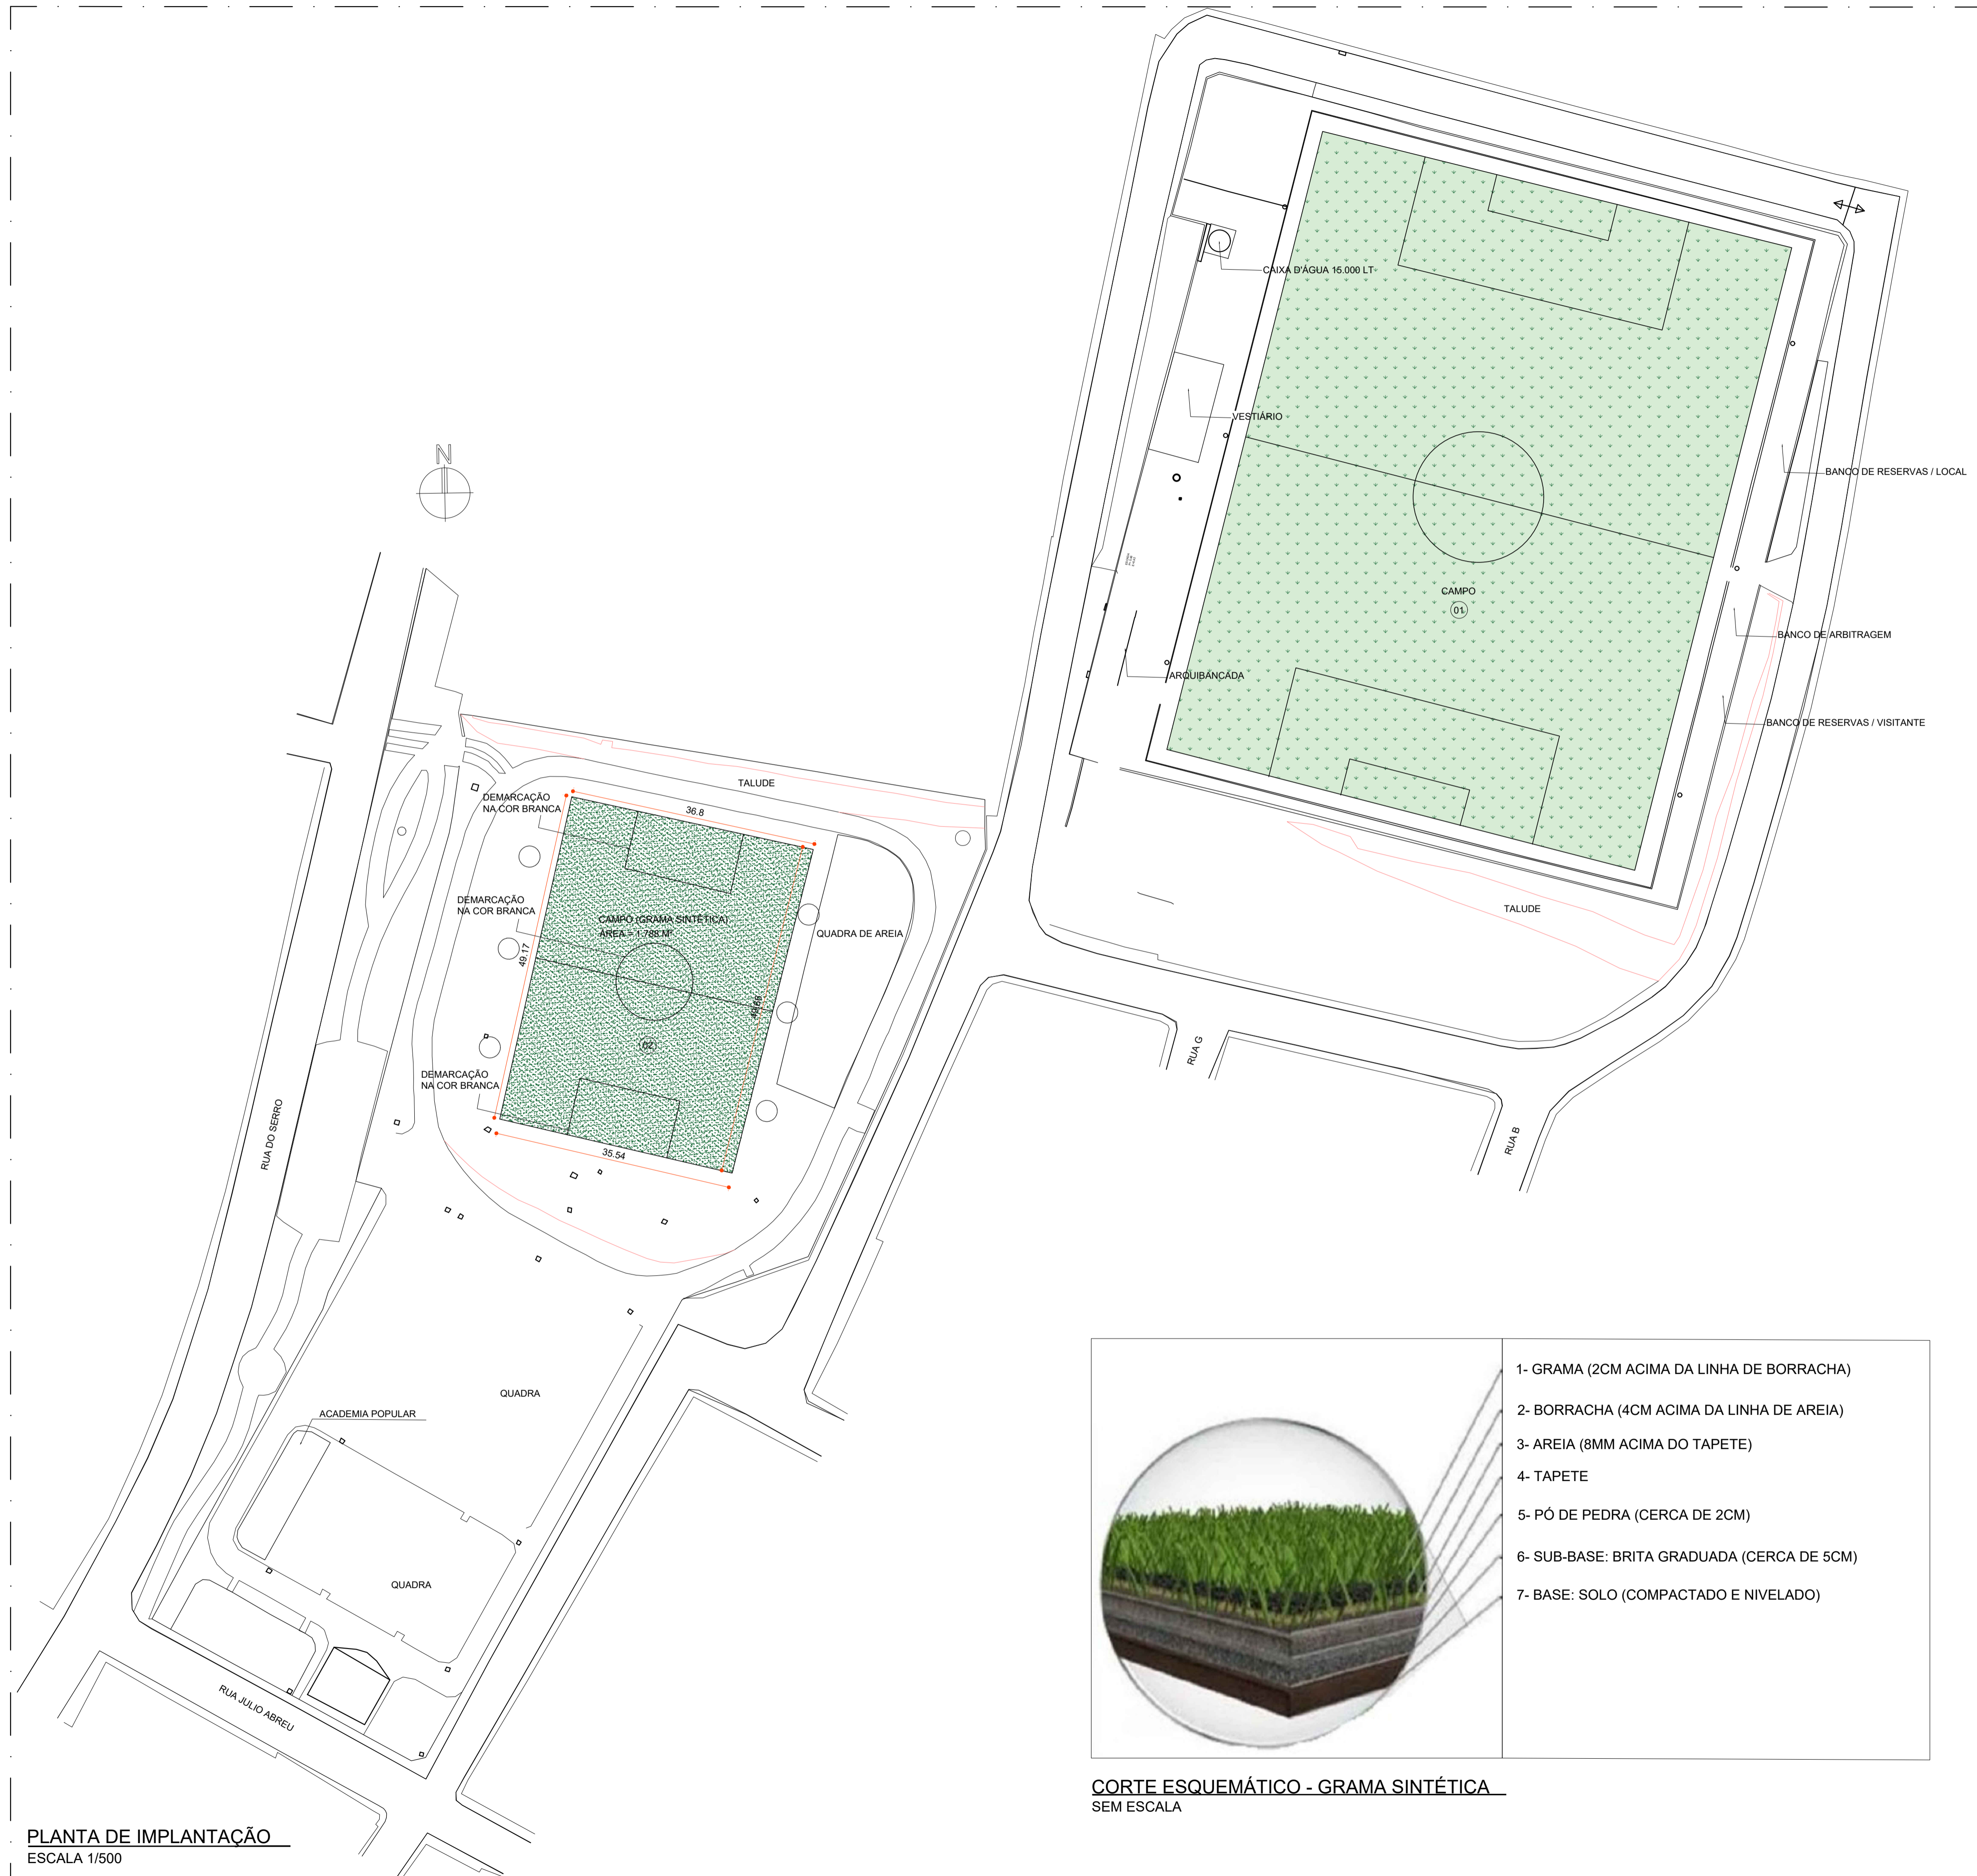 CAIXA D'ÁGUA 15.000 LT
VESTIÁRIO
BANCO DE RESERVAS / LOCAL
N
CAMPO
01
BANCO DE ARBITRAGEM
ARQUIBANCADA
BANCO DE RESERVAS / VISITANTE
TALUDE
DEMARCAÇÃO
NA COR BRANCA
36.8
DEMARCAÇÃO
NA COR BRANCA
CAMPO (GRAMA SINTÉTICA)
ÁREA = 1.788 M²
QUADRA DE AREIA
TALUDE
49.17
49.68
02
RUA G
DEMARCAÇÃO
NA COR BRANCA
RUA DO SERRO
35.54
RUA B
1- GRAMA (2CM ACIMA DA LINHA DE BORRACHA)
2- BORRACHA (4CM ACIMA DA LINHA DE AREIA)
3- AREIA (8MM ACIMA DO TAPETE)
4- TAPETE
5- PÓ DE PEDRA (CERCA DE 2CM)
6- SUB-BASE: BRITA GRADUADA (CERCA DE 5CM)
7- BASE: SOLO (COMPACTADO E NIVELADO)
QUADRA
ACADEMIA POPULAR
QUADRA
RUA JULIO ABREU
CORTE ESQUEMÁTICO - GRAMA SINTÉTICA
SEM ESCALA
PLANTA DE IMPLANTAÇÃO
ESCALA 1/500